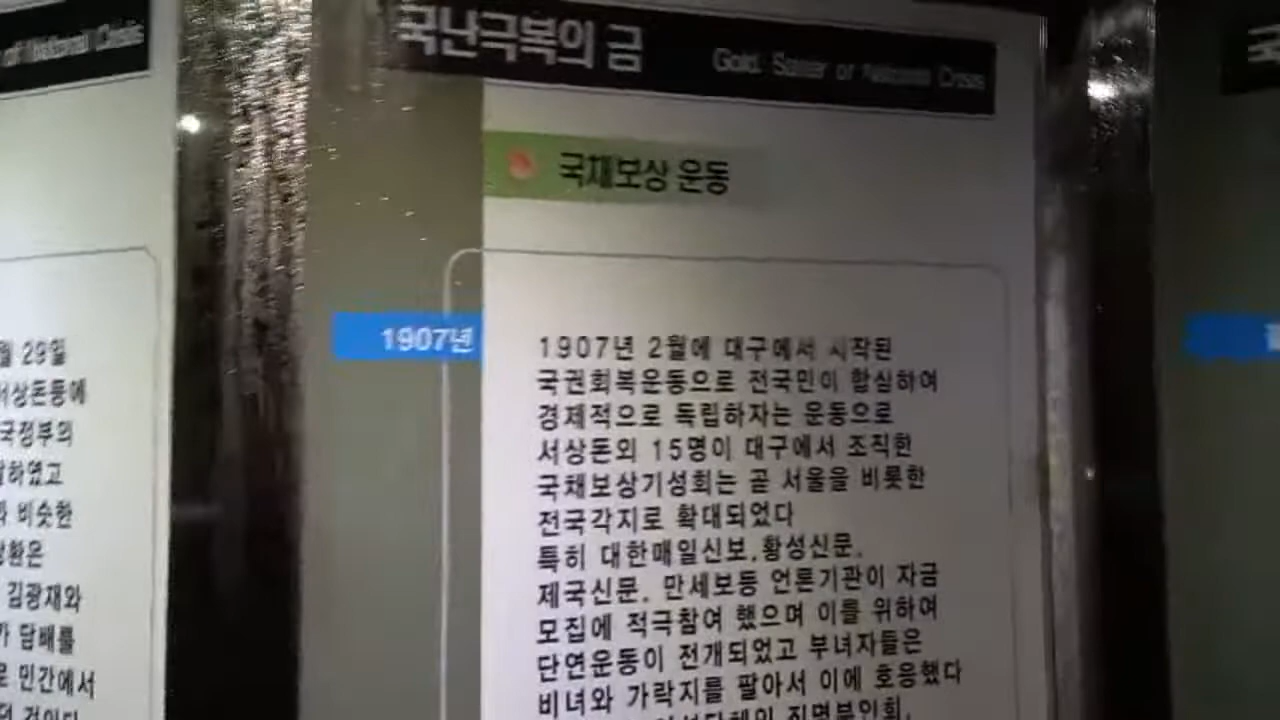 of National Crisis
국난극복의 금
Gold. Satier or National Crisis
국채보상 운동
1907년
1907년 2월에 대구에서 시작된
국권회복운동으로 전국민이 합심하여
경제적으로 독립하자는 운동으로
서상돈외 15명이 대구에서 조직한
국채보상기성회는 곧 서울을 비롯한
전국각지로 확대되었다
특히 대한매일신보.황성신문.
제국신문. 만세보등 언론기관이 자금
모집에 적극참여 했으며 이를 위하여
단연운동이 전개되었고 부녀자들은
비녀와 가락지를 팔아서 이에 호응했다
월 29일
서상돈등에
국정부의
하였고
비슷한
김광재와
담배를
민간에서